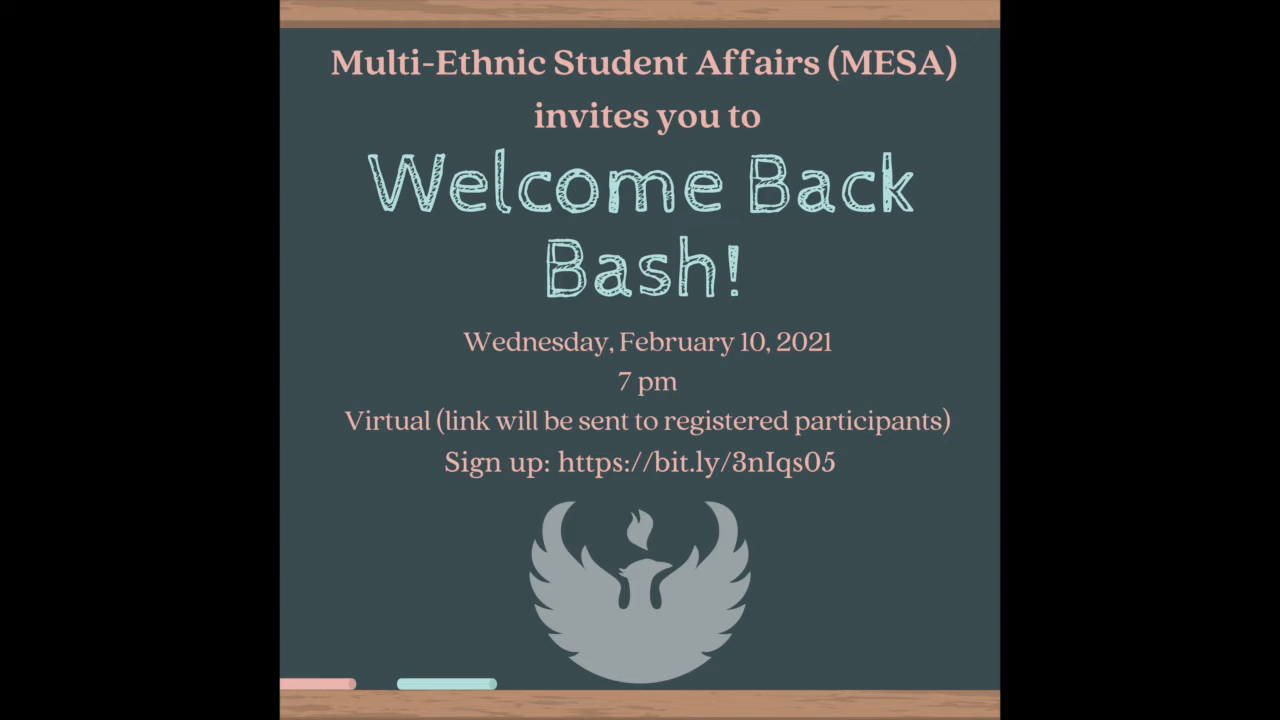 Multi-Ethnic Student Affairs (MESA)
invites you to
Welcome Back
Bash!
Wednesday, February 10, 2021
7 pm
Virtual (link will be sent to registered participants)
Sign up: https://bit.ly/3nIqs05